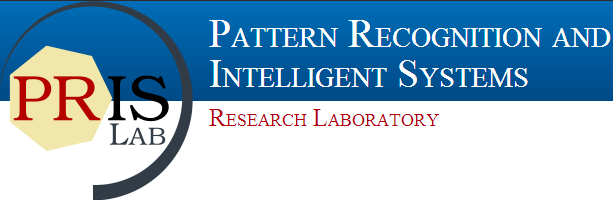 PRIS
LAB
PATTERN RECOGNITION AND
INTELLIGENT SYSTEMS
RESEARCH LABORATORY